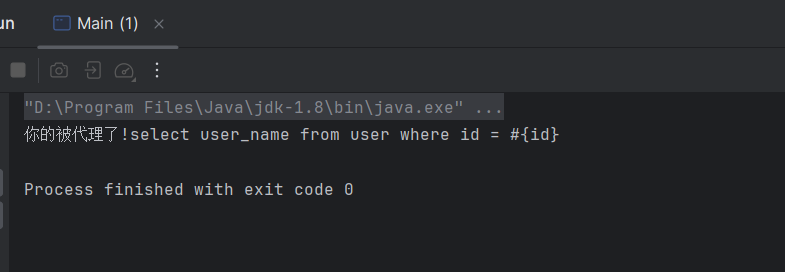 un
Main (1)
"D:\Program Files\Java\jdk-1.8\bin\java.exe" ...
你的被代理了!select user_name from user where id = #{id}
Process finished with exit code 0